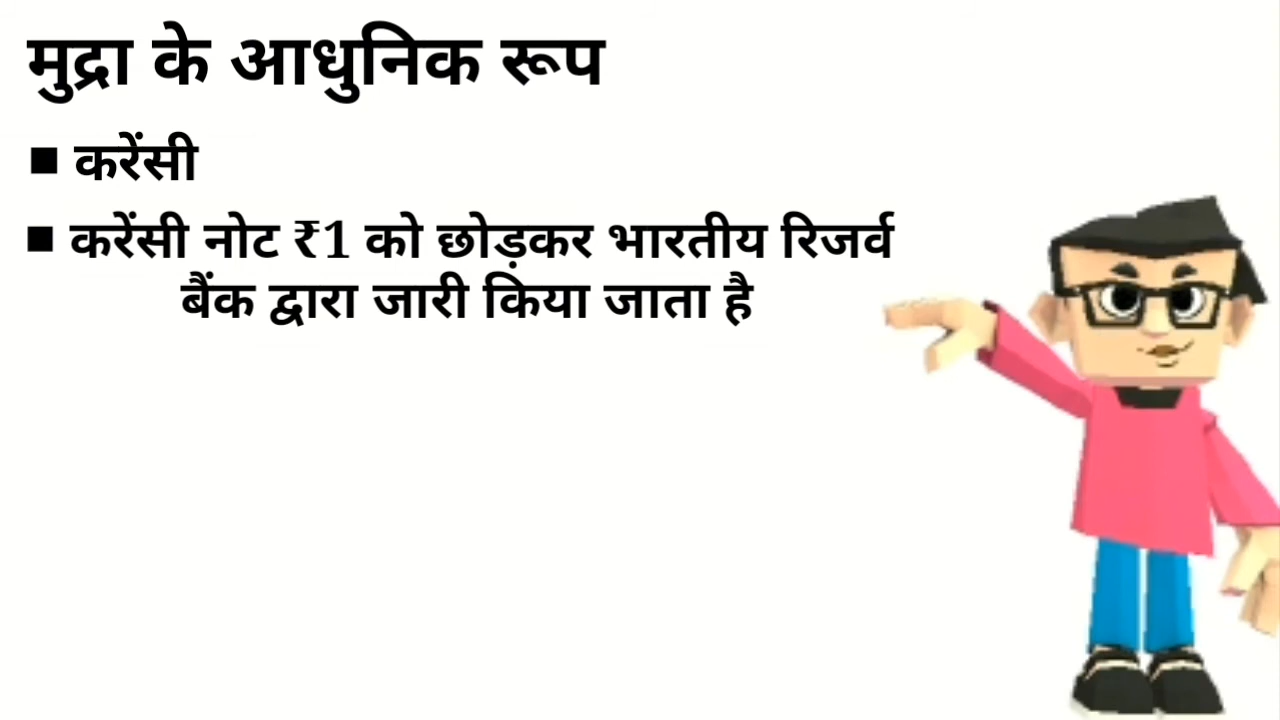 मुद्रा के आधुनिक रूप
■ करेंसी
■ करेंसी नोट ₹1 को छोड़कर भारतीय रिजर्व
बैंक द्वारा जारी किया जाता है